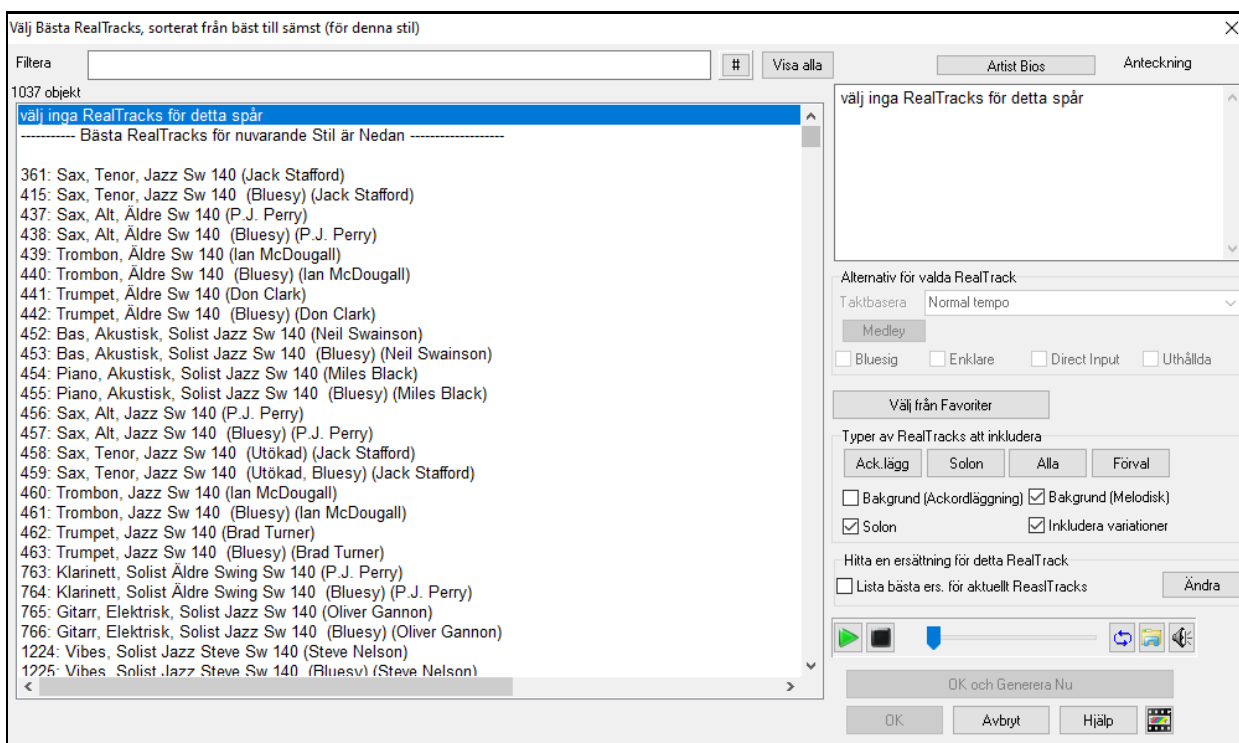 Välj Bästa RealTracks, sorterat från bäst till sämst (för denna stil)
Filtera
#
Visa alla
Artist Bios
Anteckning
1037 objekt
välj inga RealTracks för detta spår
----------- Bästa RealTracks för nuvarande Stil är Nedan -------------------
361: Sax, Tenor, Jazz Sw 140 (Jack Stafford)
415: Sax, Tenor, Jazz Sw 140  (Bluesy) (Jack Stafford)
437: Sax, Alt, Äldre Sw 140 (P.J. Perry)
438: Sax, Alt, Äldre Sw 140  (Bluesy) (P.J. Perry)
439: Trombon, Äldre Sw 140 (Ian McDougall)
440: Trombon, Äldre Sw 140  (Bluesy) (Ian McDougall)
441: Trumpet, Äldre Sw 140 (Don Clark)
442: Trumpet, Äldre Sw 140  (Bluesy) (Don Clark)
452: Bas, Akustisk, Solist Jazz Sw 140 (Neil Swainson)
453: Bas, Akustisk, Solist Jazz Sw 140  (Bluesy) (Neil Swainson)
454: Piano, Akustisk, Solist Jazz Sw 140 (Miles Black)
455: Piano, Akustisk, Solist Jazz Sw 140  (Bluesy) (Miles Black)
456: Sax, Alt, Jazz Sw 140 (P.J. Perry)
457: Sax, Alt, Jazz Sw 140  (Bluesy) (P.J. Perry)
458: Sax, Tenor, Jazz Sw 140  (Utökad) (Jack Stafford)
459: Sax, Tenor, Jazz Sw 140  (Utökad, Bluesy) (Jack Stafford)
460: Trombon, Jazz Sw 140 (Ian McDougall)
461: Trombon, Jazz Sw 140  (Bluesy) (Ian McDougall)
462: Trumpet, Jazz Sw 140 (Brad Turner)
463: Trumpet, Jazz Sw 140  (Bluesy) (Brad Turner)
763: Klarinett, Solist Äldre Swing Sw 140 (P.J. Perry)
764: Klarinett, Solist Äldre Swing Sw 140  (Bluesy) (P.J. Perry)
765: Gitarr, Elektrisk, Solist Jazz Sw 140 (Oliver Gannon)
766: Gitarr, Elektrisk, Solist Jazz Sw 140  (Bluesy) (Oliver Gannon)
1224: Vibes, Solist Jazz Steve Sw 140 (Steve Nelson)
1225: Vibes, Solist Jazz Steve Sw 140  (Bluesy) (Steve Nelson)
välj inga RealTracks för detta spår
Alternativ för valda RealTrack
Taktbasera
Normal tempo
Medley
Bluesig
Enklare
Direct Input
Uthållda
Välj från Favoriter
Typer av RealTracks att inkludera
Ack.lägg
Solon
Alla
Förval
Bakgrund (Ackordläggning)
Bakgrund (Melodisk)
Solon
Inkludera variationer
Hitta en ersättning för detta RealTrack
Lista bästa ers. för aktuellt ReaslTracks
Ändra
OK och Generera Nu
OK
Avbryt
Hjälp